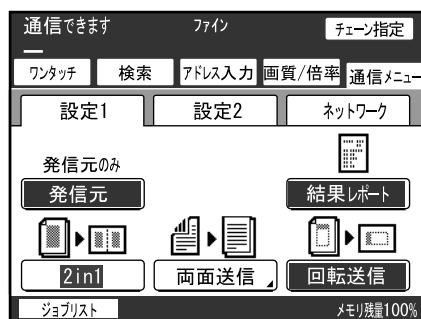 通信できます ファイン チェーン指定
ワンタッチ 検索 アドレス入力 画質/倍率 通信メニュー
設定1 設定2 ネットワーク
発信元のみ
発信元 結果レポート
2in1 両面送信 回転送信
ジョブリスト メモリ残量100%